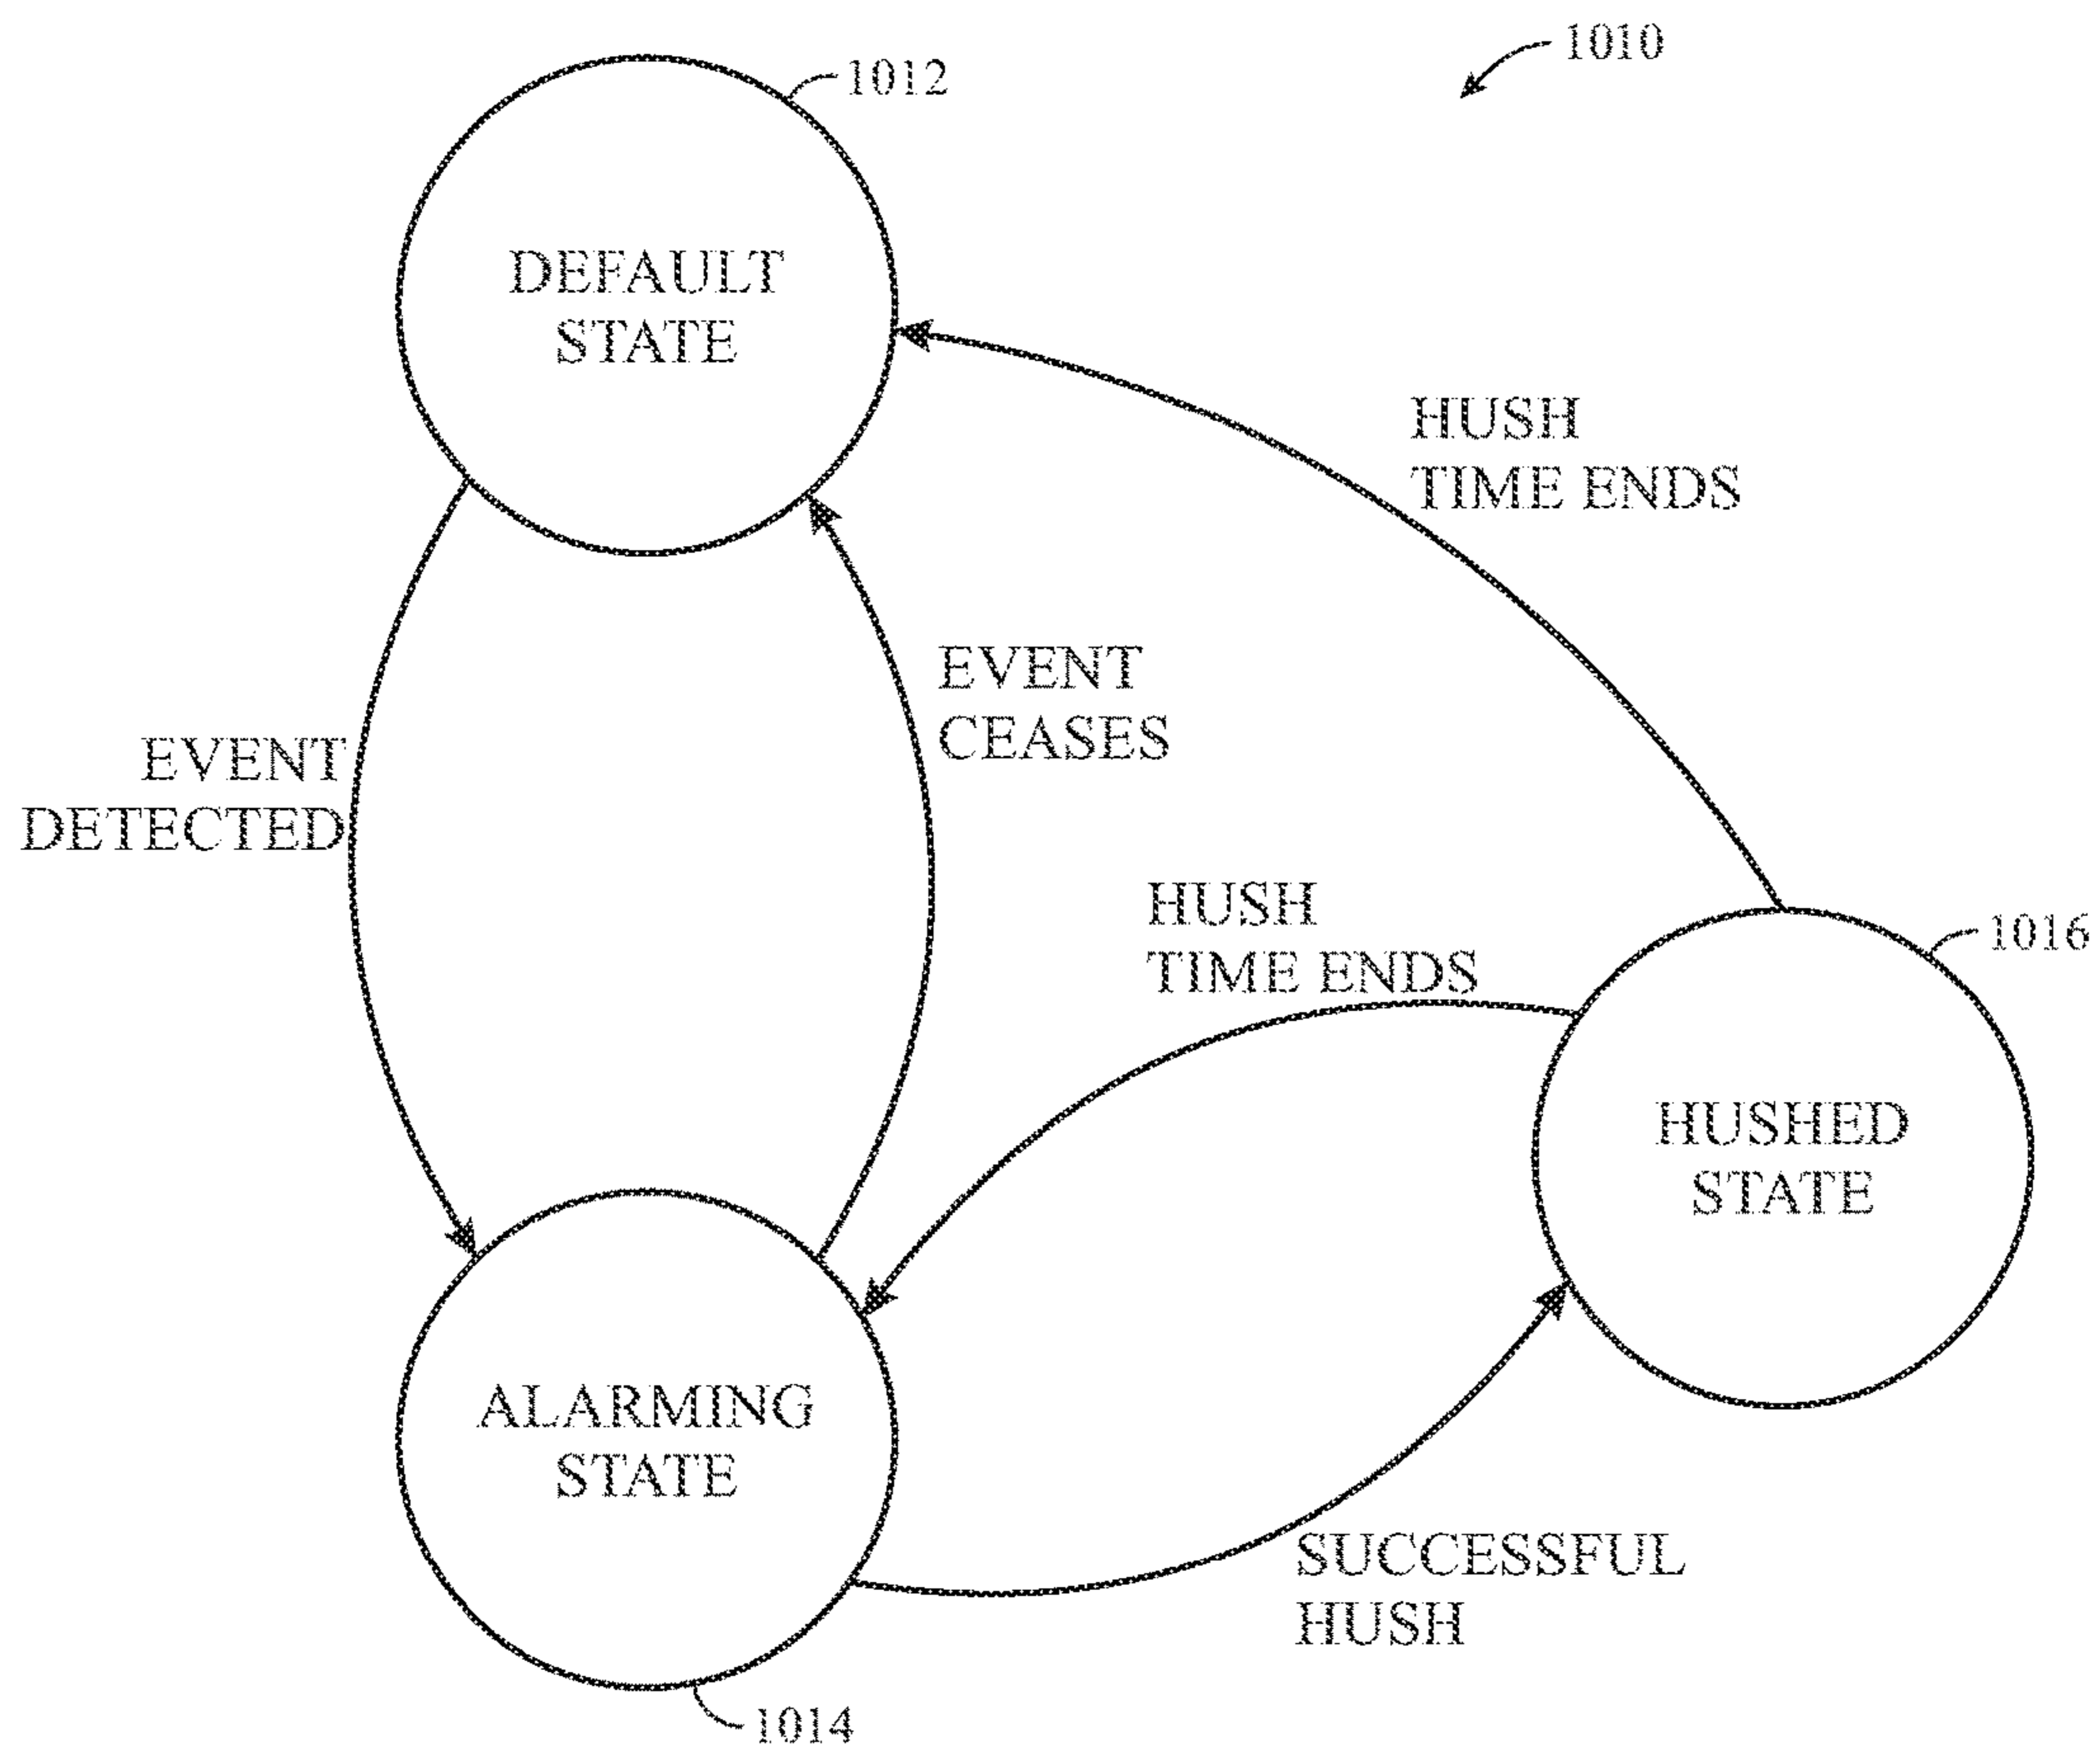 1010
1012
DEFAULT
STATE
HUSH
TIME ENDS
EVENT
CEASES
EVENT
DETECTED
HUSH
TIME ENDS
1016
HUSHED
STATE
ALARMING
STATE
SUCCESSFUL
HUSH
1014